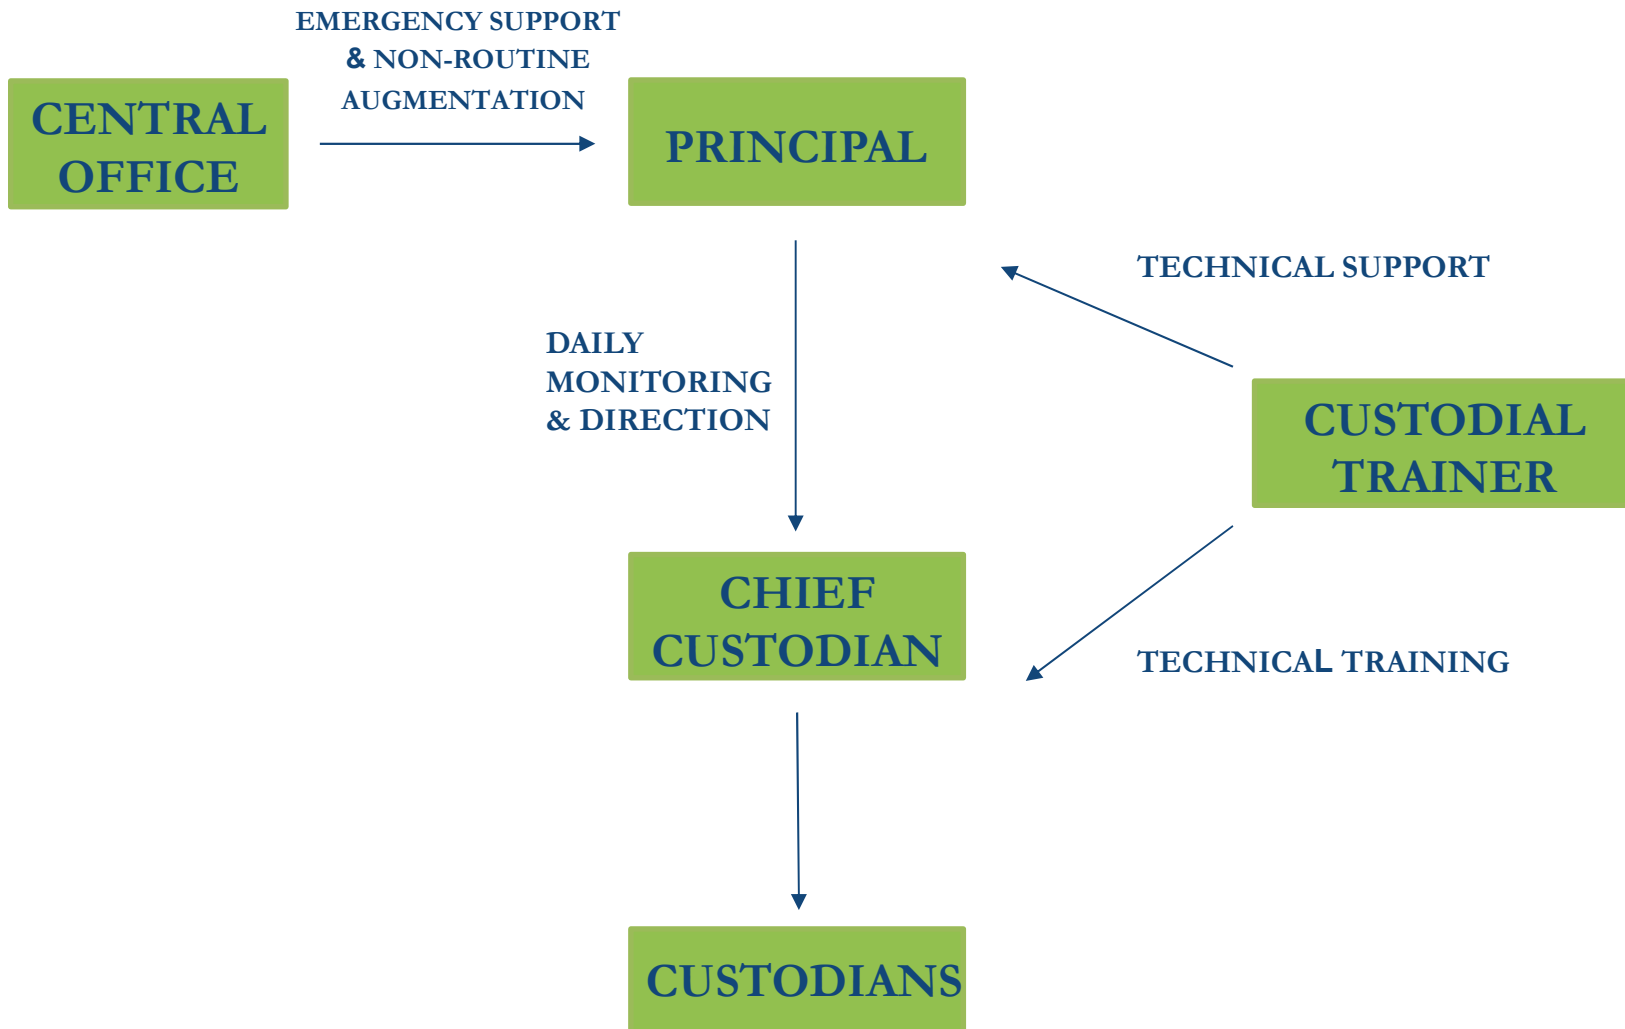 EMERGENCY SUPPORT
& NON-ROUTINE
AUGMENTATION
CENTRAL
OFFICE
PRINCIPAL
TECHNICAL SUPPORT
DAILY
MONITORING
& DIRECTION
CUSTODIAL
TRAINER
CHIEF
CUSTODIAN
TECHNICAL TRAINING
CUSTODIANS